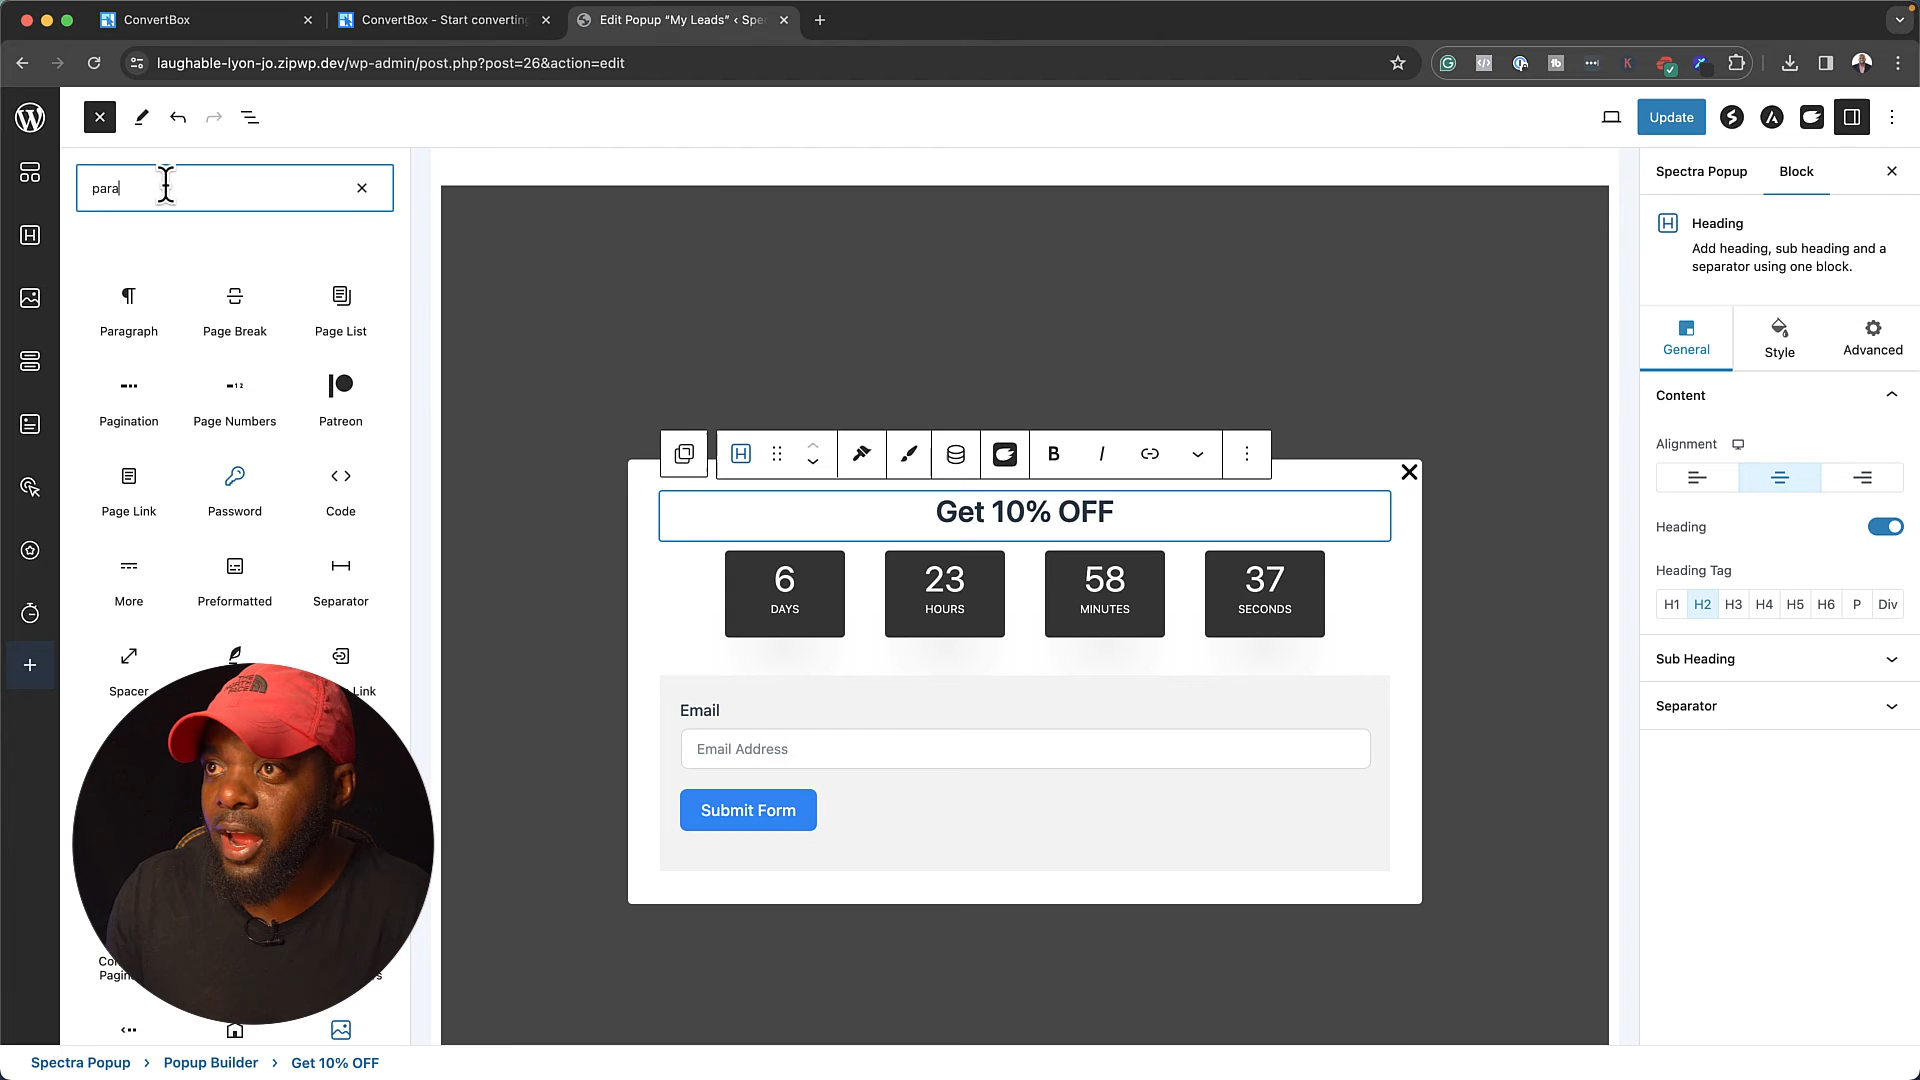 ConvertBox
ConvertBox - Start converting
Edit Popup “My Leads” ‹ Spe
laughable-lyon-jo.zipwp.dev/wp-admin/post.php?post=26&action=edit
Update
para
Spectra Popup
Block
Heading
Add heading, sub heading and a
separator using one block.
Paragraph
Page Break
Page List
General
Style
Advanced
Content
Pagination
Page Numbers
Patreon
Alignment
Page Link
Password
Code
Get 10% OFF
Heading
Heading Tag
H1 H2 H3 H4 H5 H6 P Div
6
DAYS
23
HOURS
58
MINUTES
37
SECONDS
More
Preformatted
Separator
Sub Heading
Spacer
Link
Separator
Email
Email Address
Submit Form
THE
NORTH
FACE
Spectra Popup › Popup Builder › Get 10% OFF